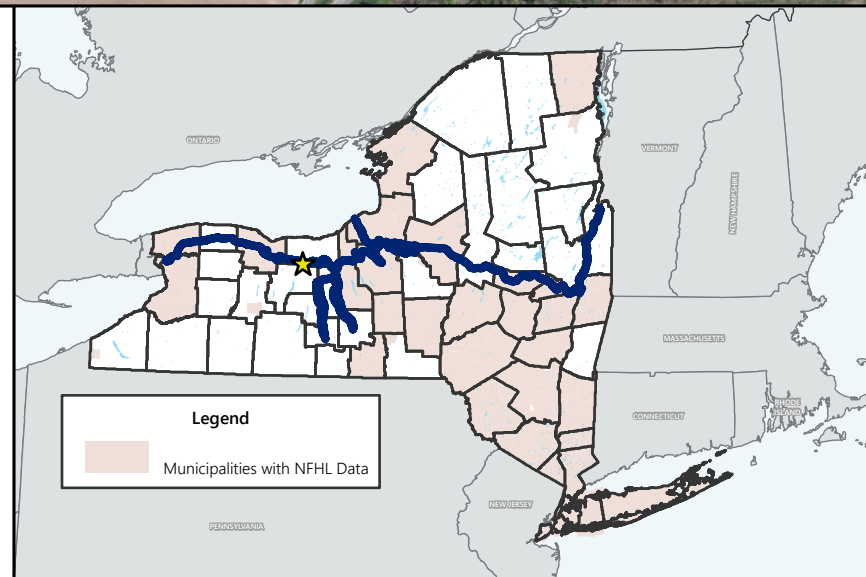 ONTARIO
VERMONT
NEW HAMPSHIRE
MASSACHUSETTS
CONNECTICUT
RHODE
ISLAND
Legend
Municipalities with NFHL Data
NEW JERSEY
PENNSYLVANIA